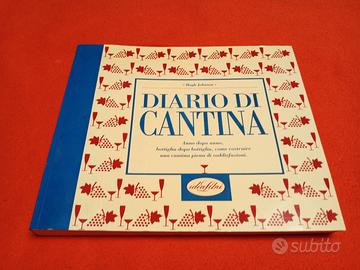 Hugh Johnson
DIARIO DI
CANTINA
Anno dopo anno,
bottiglia dopo bottiglia, come costruire
una cantina piena di soddisfazioni.
idealibri
subito